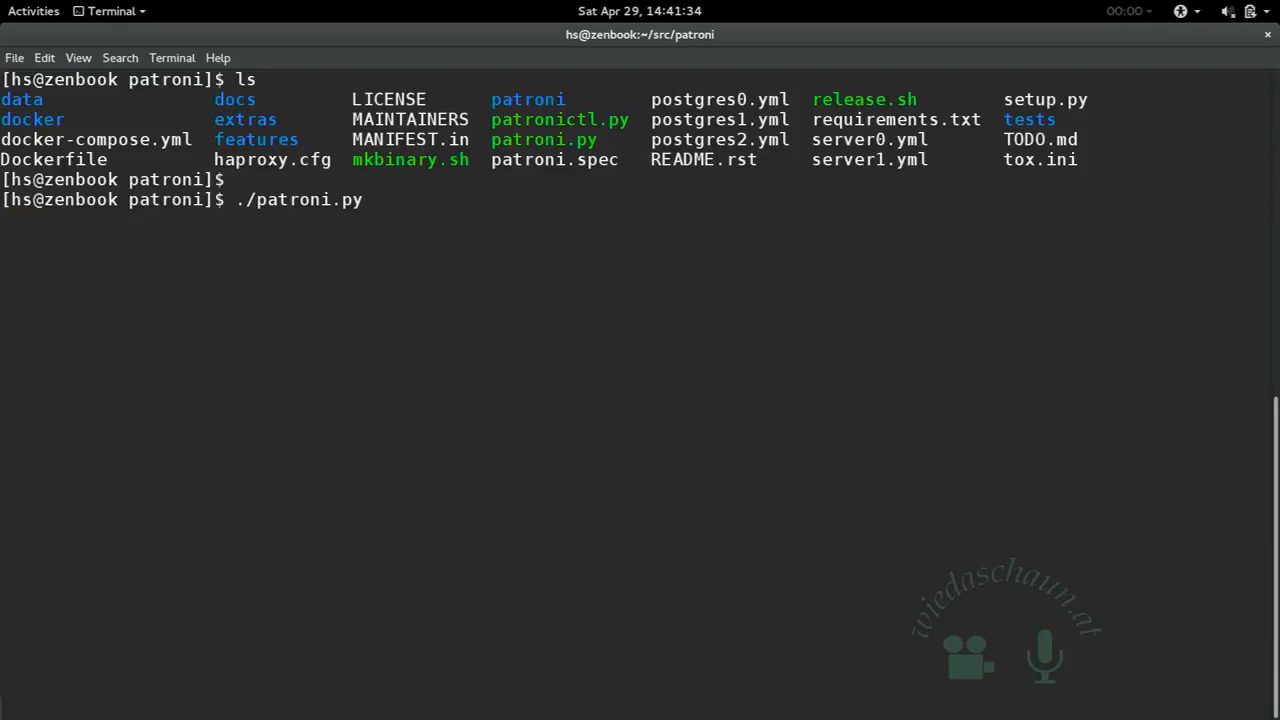 Activities Terminal Sat Apr 29, 14:41:34 00:00
hs@zenbook:~/src/patroni ×
File Edit View Search Terminal Help
[hs@zenbook patroni]$ ls
data docs LICENSE patroni postgres0.yml release.sh setup.py
docker extras MAINTAINERS patronictl.py postgres1.yml requirements.txt tests
docker-compose.yml features MANIFEST.in patroni.py postgres2.yml server0.yml TODO.md
Dockerfile haproxy.cfg mkbinary.sh patroni.spec README.rst server1.yml tox.ini
[hs@zenbook patroni]$
[hs@zenbook patroni]$ ./patroni.py
wiedaschaun.at